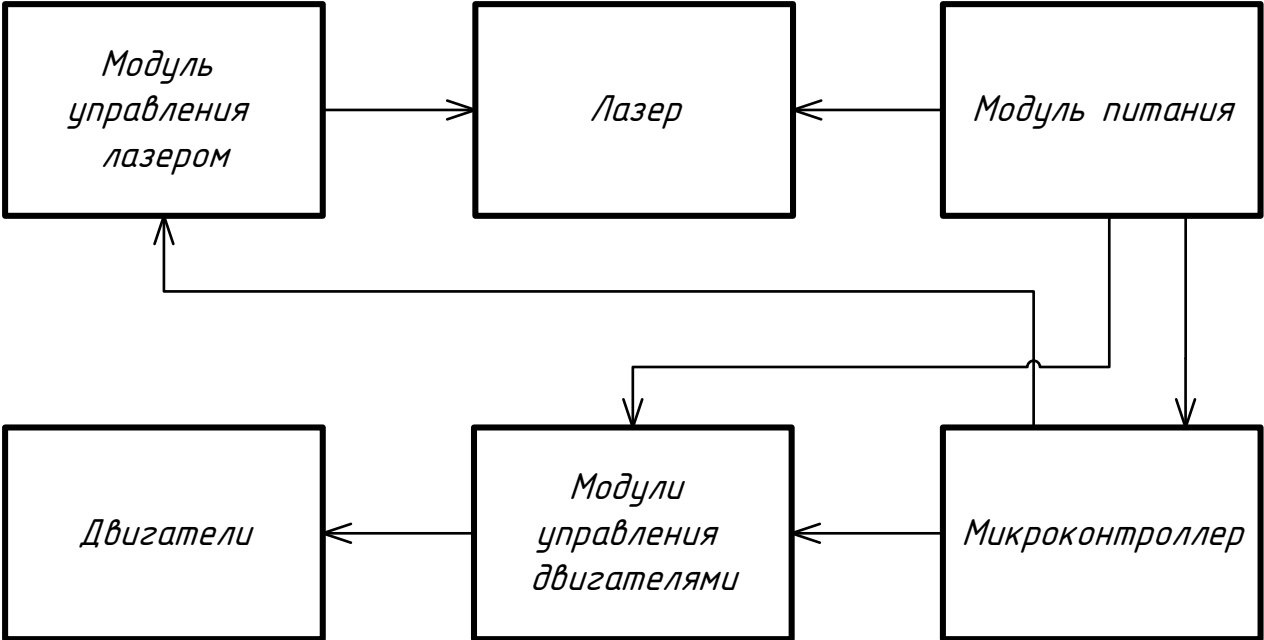 Модуль
управления
лазером
Лазер
Модуль питания
Двигатели
Модули
управления
двигателями
Микроконтроллер